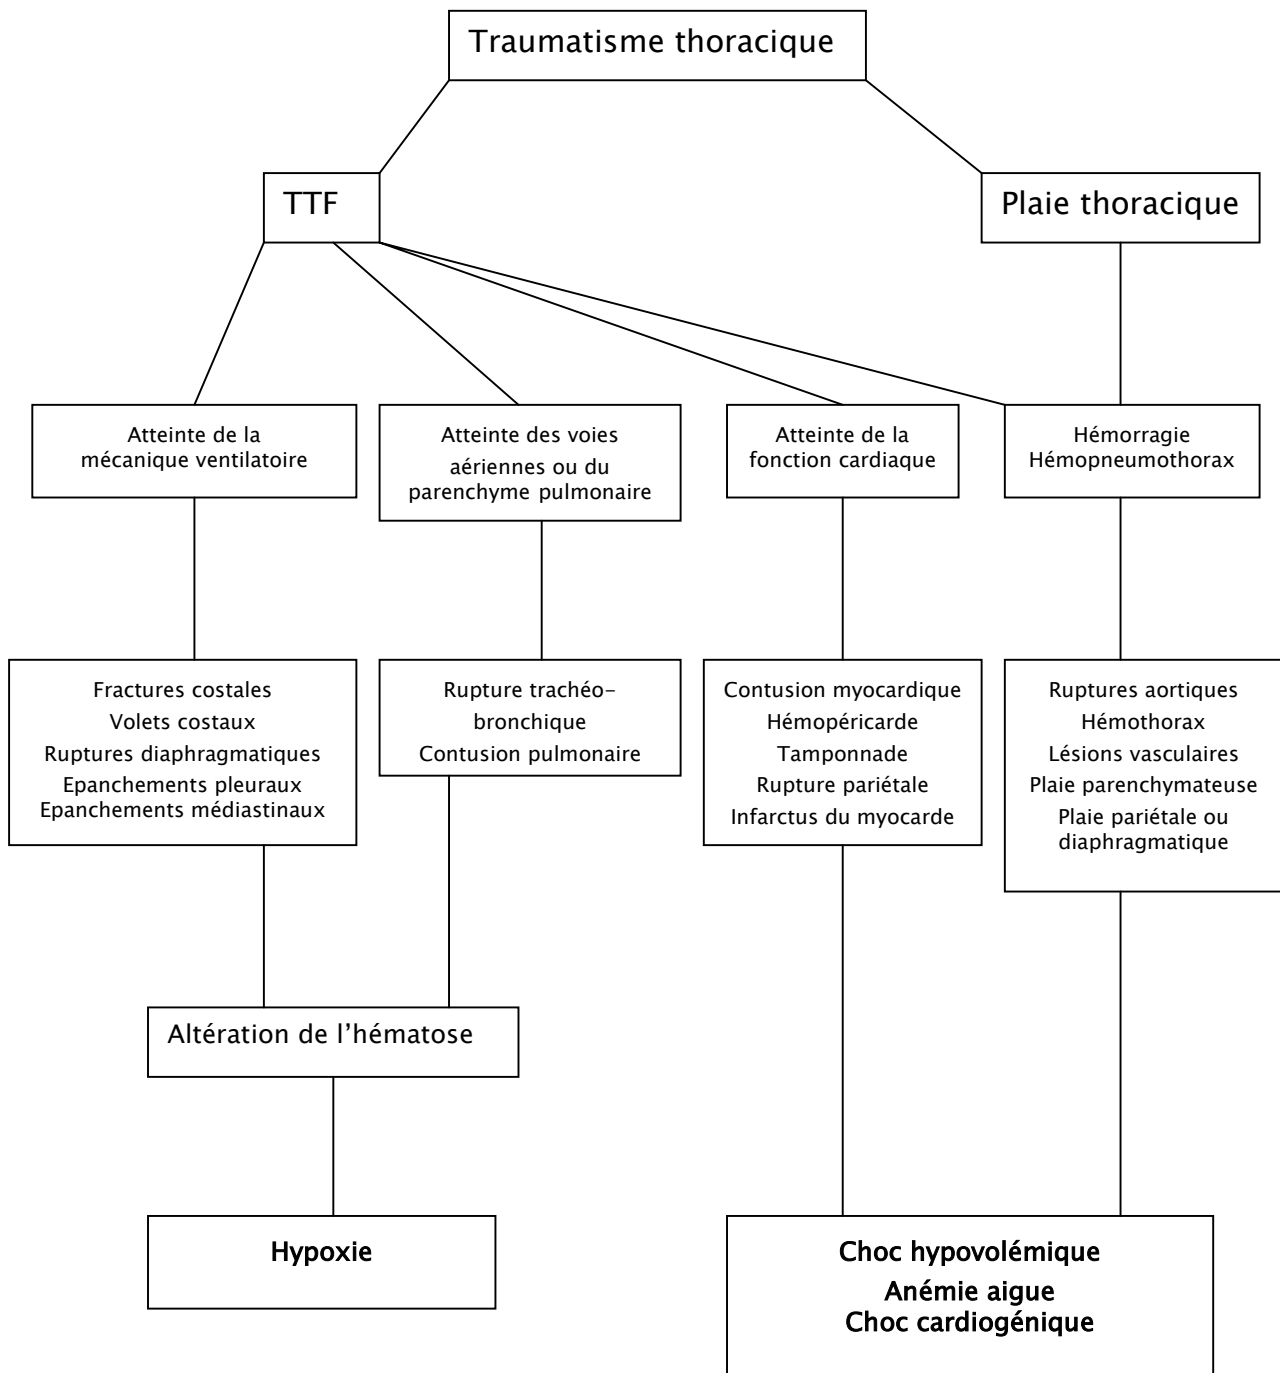 Traumatisme thoracique
TTF
Plaie thoracique
Atteinte de la
mécanique ventilatoire
Atteinte des voies
aériennes ou du
parenchyme pulmonaire
Atteinte de la
fonction cardiaque
Hémorragie
Hémopneumothorax
Fractures costales
Volets costaux
Ruptures diaphragmatiques
Epanchements pleuraux
Epanchements médiastinaux
Rupture trachéo-
bronchique
Contusion pulmonaire
Contusion myocardique
Hémopéricarde
Tamponnade
Rupture pariétale
Infarctus du myocarde
Ruptures aortiques
Hémothorax
Lésions vasculaires
Plaie parenchymateuse
Plaie pariétale ou
diaphragmatique
Altération de l’hématose
Hypoxie
Choc hypovolémique
Anémie aigue
Choc cardiogénique